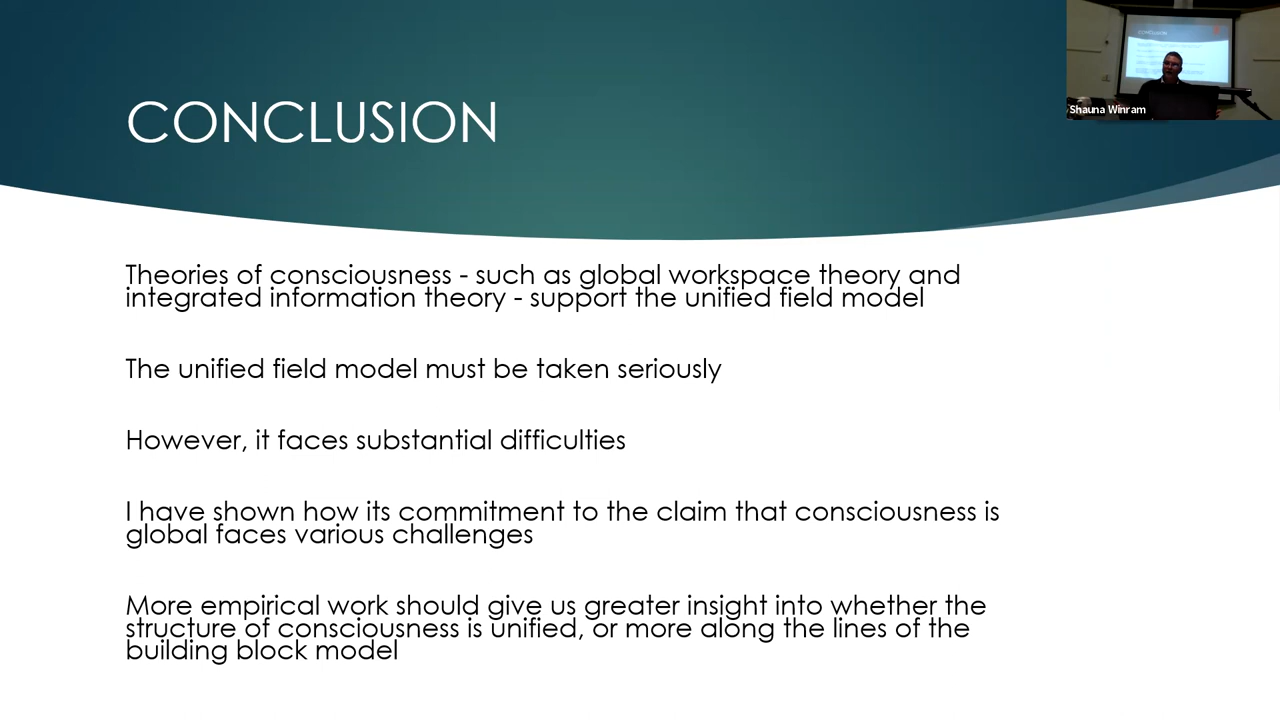 CONCLUSION
Shauna Winram
Theories of consciousness - such as global workspace theory and
integrated information theory - support the unified field model
The unified field model must be taken seriously
However, it faces substantial difficulties
I have shown how its commitment to the claim that consciousness is
global faces various challenges
More empirical work should give us greater insight into whether the
structure of consciousness is unified, or more along the lines of the
building block model